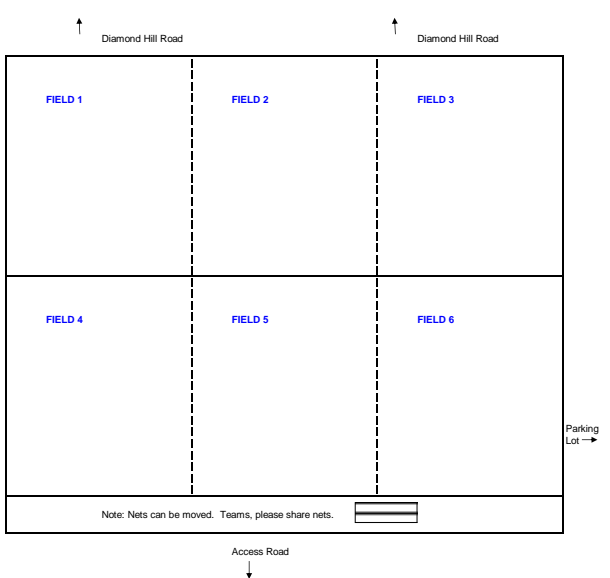 Diamond Hill Road Diamond Hill Road
FIELD 1 FIELD 2 FIELD 3
FIELD 4 FIELD 5 FIELD 6
Parking
Lot
Note: Nets can be moved. Teams, please share nets.
Access Road